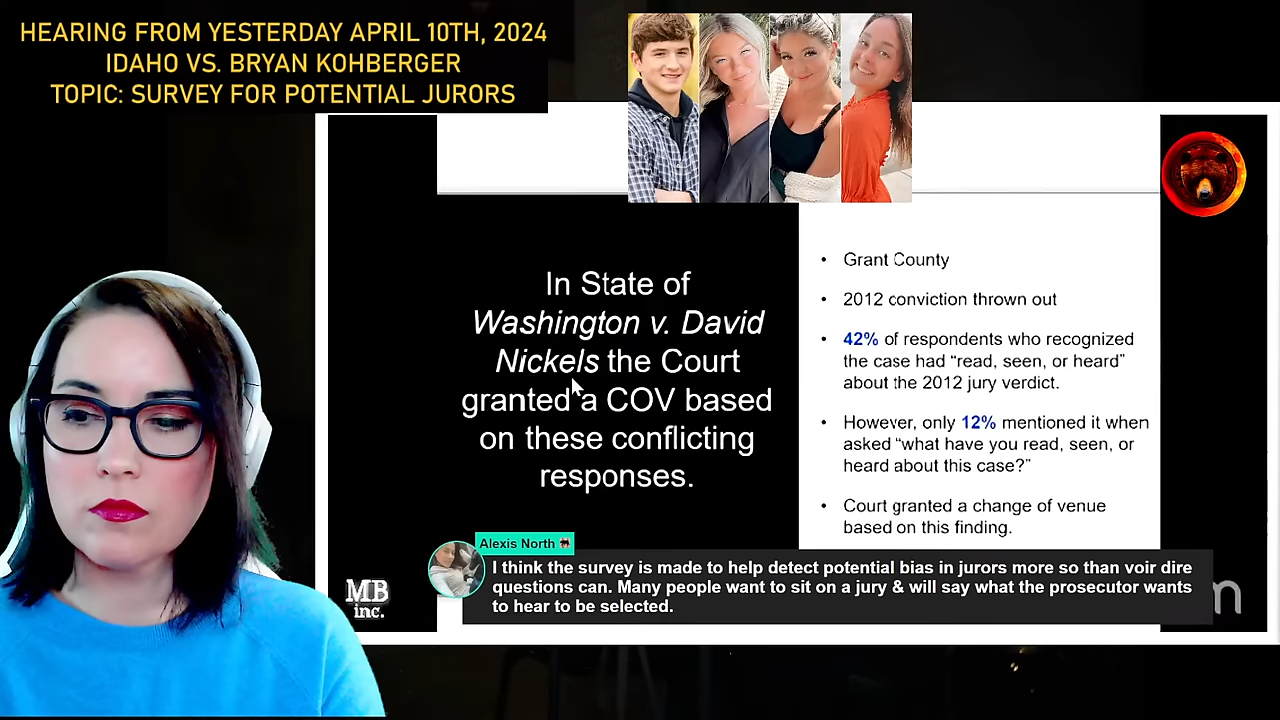 HEARING FROM YESTERDAY APRIL 10TH, 2024
IDAHO VS. BRYAN KOHBERGER
TOPIC: SURVEY FOR POTENTIAL JURORS
In State of
Washington v. David
Nickels the Court
granted a COV based
on these conflicting
responses.
• Grant County
• 2012 conviction thrown out
• 42% of respondents who recognized
the case had “read, seen, or heard”
about the 2012 jury verdict.
• However, only 12% mentioned it when
asked “what have you read, seen, or
heard about this case?”
• Court granted a change of venue
based on this finding.
Alexis North
I think the survey is made to help detect potential bias in jurors more so than voir dire
questions can. Many people want to sit on a jury & will say what the prosecutor wants
to hear to be selected.
MB
inc.